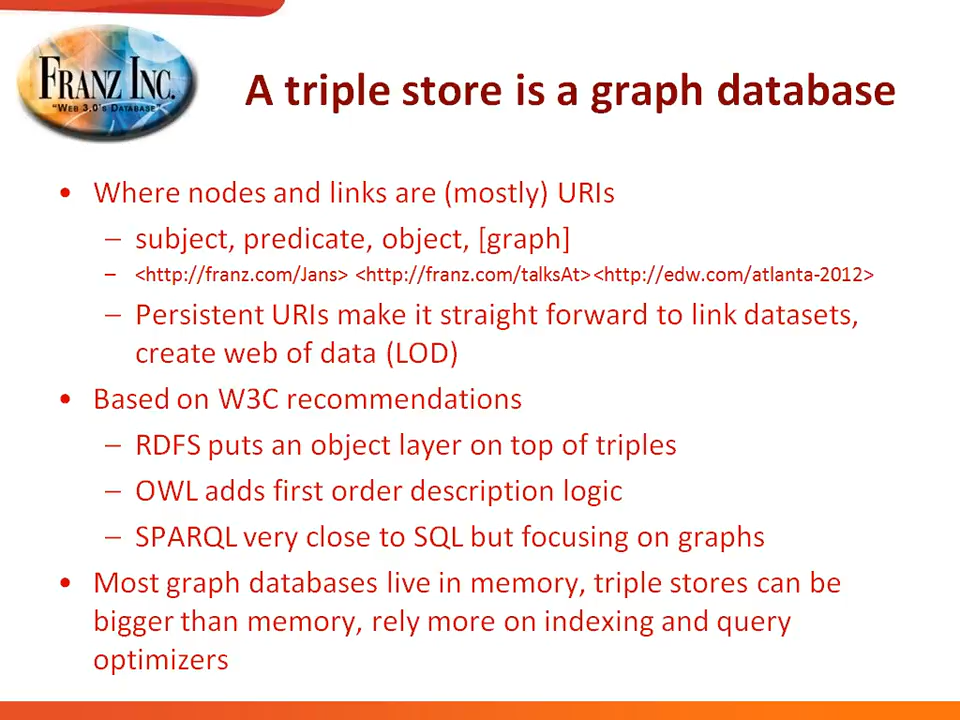 FRANZ INC.
"WEB 3.0'S DATABASE"
A triple store is a graph database
• Where nodes and links are (mostly) URIs
– subject, predicate, object, [graph]
– <http://franz.com/Jans> <http://franz.com/talksAt> <http://edw.com/atlanta-2012>
– Persistent URIs make it straight forward to link datasets,
create web of data (LOD)
• Based on W3C recommendations
– RDFS puts an object layer on top of triples
– OWL adds first order description logic
– SPARQL very close to SQL but focusing on graphs
• Most graph databases live in memory, triple stores can be
bigger than memory, rely more on indexing and query
optimizers